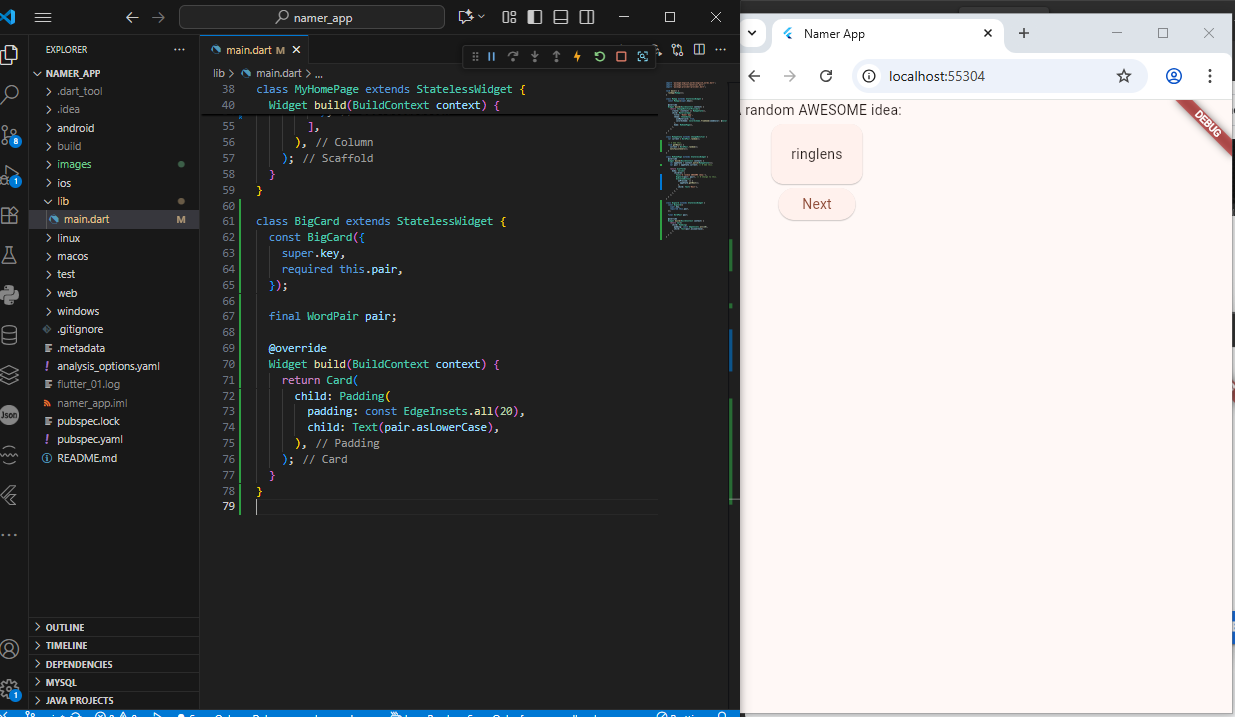 namer_app
EXPLORER
NAMER_APP
.dart_tool
.idea
android
build
images
ios
lib
main.dart M
linux
macos
test
web
windows
.gitignore
.metadata
analysis_options.yaml
flutter_01.log
namer_app.iml
pubspec.lock
pubspec.yaml
README.md
OUTLINE
TIMELINE
DEPENDENCIES
MYSQL
JAVA PROJECTS
8
1
Json
1
main.dart M
lib > main.dart > ...
38 class MyHomePage extends StatelessWidget {
40 Widget build(BuildContext context) {
55 ],
56 ), // Column
57 ); // Scaffold
58 }
59 }
60
61 class BigCard extends StatelessWidget {
62 const BigCard({
63 super.key,
64 required this.pair,
65 });
66
67 final WordPair pair;
68
69 @override
70 Widget build(BuildContext context) {
71 return Card(
72 child: Padding(
73 padding: const EdgeInsets.all(20),
74 child: Text(pair.asLowerCase),
75 ), // Padding
76 ); // Card
77 }
78 }
79
Namer App
localhost:55304
random AWESOME idea:
DEBUG
ringlens
Next